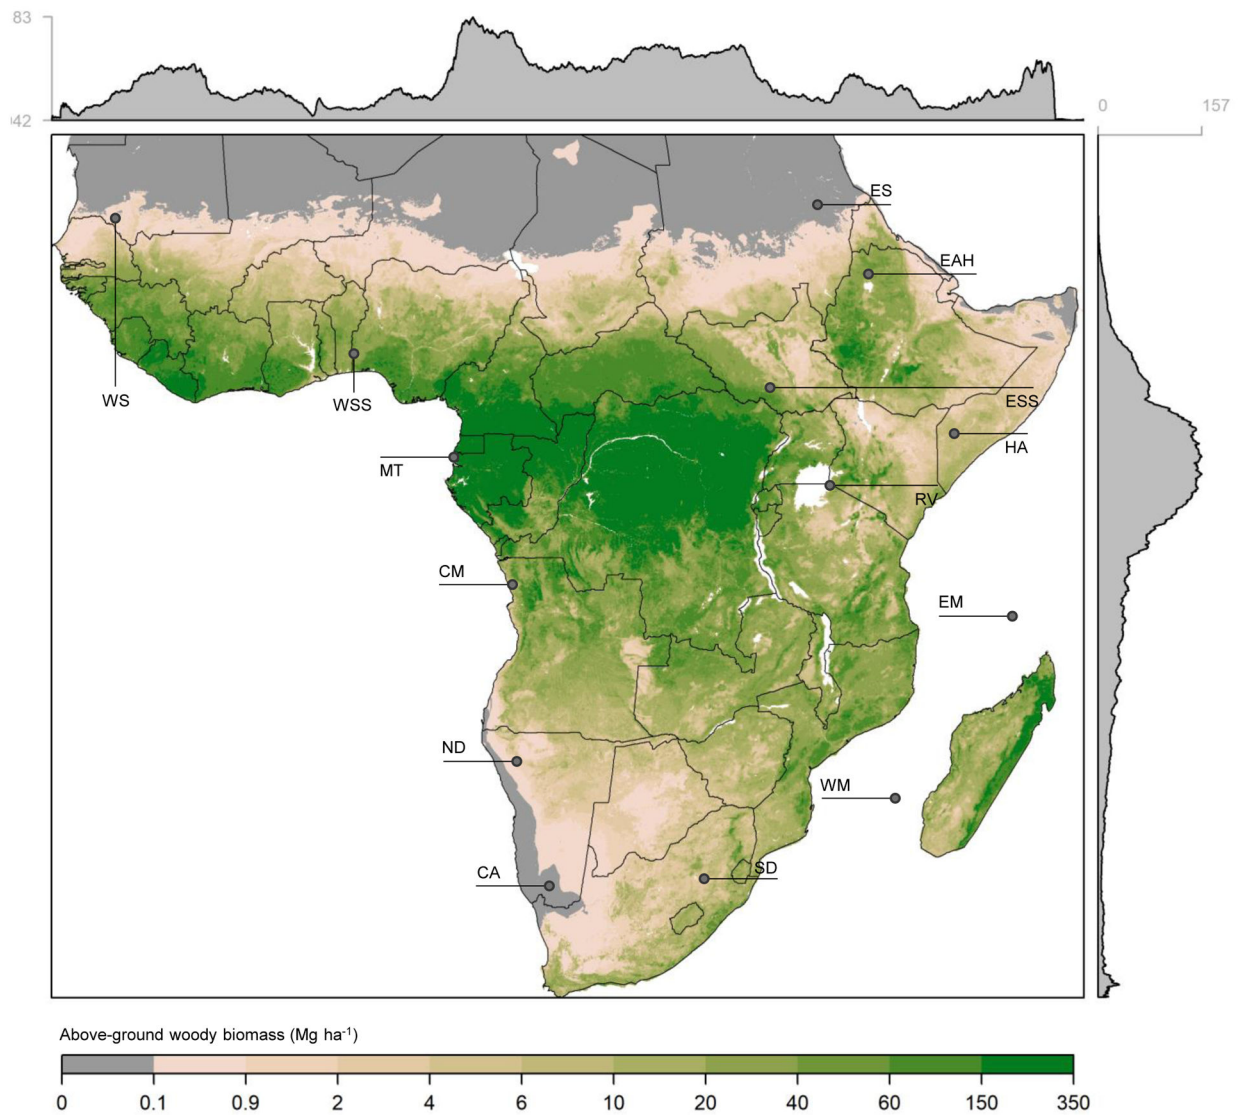 83
042
0 157
ES
EAH
WS
WSS
ESS
HA
MT
RV
CM
EM
ND
WM
CA
SD
Above-ground woody biomass (Mg ha⁻¹)
0 0.1 0.9 2 4 6 10 20 40 60 150 350